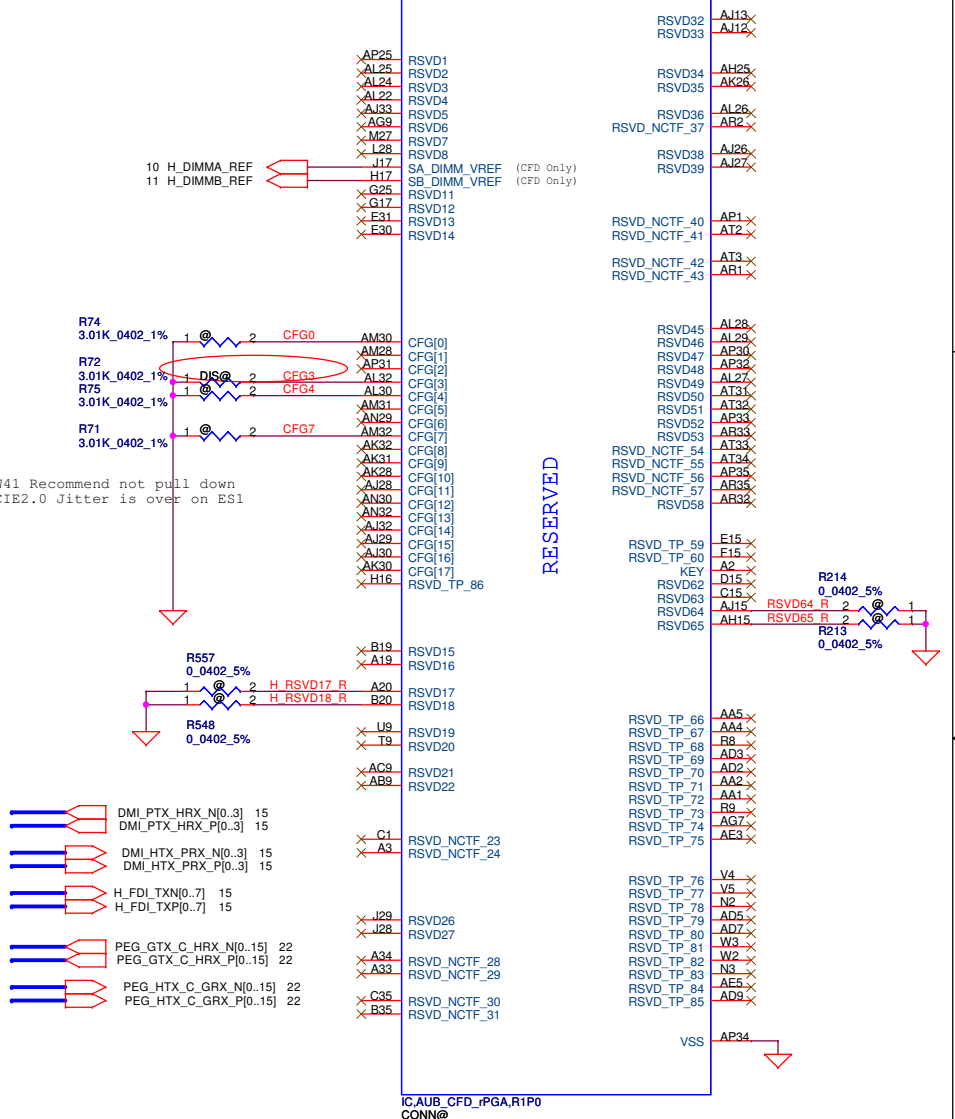 RSVD32 AJ13
RSVD33 AJ12
AP25 RSVD1
AL25 RSVD2
AL24 RSVD3
AL22 RSVD4
AJ33 RSVD5
AG9 RSVD6
M27 RSVD7
L28 RSVD8
10 H_DIMMA_REF J17 SA_DIMM_VREF (CFD Only)
11 H_DIMMB_REF H17 SB_DIMM_VREF (CFD Only)
G25 RSVD11
G17 RSVD12
E31 RSVD13
E30 RSVD14
RSVD34 AH25
RSVD35 AK26
RSVD36 AL26
RSVD_NCTF_37 AR2
RSVD38 AJ26
RSVD39 AJ27
RSVD_NCTF_40 AP1
RSVD_NCTF_41 AT2
RSVD_NCTF_42 AT3
RSVD_NCTF_43 AR1
R74
3.01K_0402_1% 1 @ 2 CFG0 AM30 CFG[0]
AM28 CFG[1]
R72
AP31 CFG[2]
3.01K_0402_1% 1 DIS@ 2 CFG3 AL32 CFG[3]
R75
3.01K_0402_1% 1 @ 2 CFG4 AL30 CFG[4]
AM31 CFG[5]
AN29 CFG[6]
R71
3.01K_0402_1% 1 @ 2 CFG7 AM32 CFG[7]
AK32 CFG[8]
AK31 CFG[9]
AK28 CFG[10]
AJ28 CFG[11]
AN30 CFG[12]
AN32 CFG[13]
AJ32 CFG[14]
AJ29 CFG[15]
AJ30 CFG[16]
AK30 CFG[17]
H16 RSVD_TP_86
W41 Recommend not pull down
CIE2.0 Jitter is over on ES1
RESERVED
RSVD45 AL28
RSVD46 AL29
RSVD47 AP30
RSVD48 AP32
RSVD49 AL27
RSVD50 AT31
RSVD51 AT32
RSVD52 AP33
RSVD53 AR33
RSVD_NCTF_54 AT33
RSVD_NCTF_55 AT34
RSVD_NCTF_56 AP35
RSVD_NCTF_57 AR35
RSVD58 AR32
RSVD_TP_59 E15
RSVD_TP_60 F15
KEY A2
RSVD62 D15
RSVD63 C15
R214
0_0402_5%
RSVD64 AJ15 RSVD64_R 2 @ 1
RSVD65 AH15 RSVD65_R 2 @ 1
R213
0_0402_5%
B19 RSVD15
A19 RSVD16
R557
0_0402_5%
1 @ 2 H_RSVD17_R A20 RSVD17
1 @ 2 H_RSVD18_R B20 RSVD18
R548
0_0402_5%
U9 RSVD19
T9 RSVD20
AC9 RSVD21
AB9 RSVD22
C1 RSVD_NCTF_23
A3 RSVD_NCTF_24
J29 RSVD26
J28 RSVD27
A34 RSVD_NCTF_28
A33 RSVD_NCTF_29
C35 RSVD_NCTF_30
B35 RSVD_NCTF_31
RSVD_TP_66 AA5
RSVD_TP_67 AA4
RSVD_TP_68 R8
RSVD_TP_69 AD3
RSVD_TP_70 AD2
RSVD_TP_71 AA2
RSVD_TP_72 AA1
RSVD_TP_73 R9
RSVD_TP_74 AG7
RSVD_TP_75 AE3
RSVD_TP_76 V4
RSVD_TP_77 V5
RSVD_TP_78 N2
RSVD_TP_79 AD5
RSVD_TP_80 AD7
RSVD_TP_81 W3
RSVD_TP_82 W2
RSVD_TP_83 N3
RSVD_TP_84 AE5
RSVD_TP_85 AD9
VSS AP34
DMI_PTX_HRX_N[0..3] 15
DMI_PTX_HRX_P[0..3] 15
DMI_HTX_PRX_N[0..3] 15
DMI_HTX_PRX_P[0..3] 15
H_FDI_TXN[0..7] 15
H_FDI_TXP[0..7] 15
PEG_GTX_C_HRX_N[0..15] 22
PEG_GTX_C_HRX_P[0..15] 22
PEG_HTX_C_GRX_N[0..15] 22
PEG_HTX_C_GRX_P[0..15] 22
IC,AUB_CFD_rPGA,R1P0
CONN@